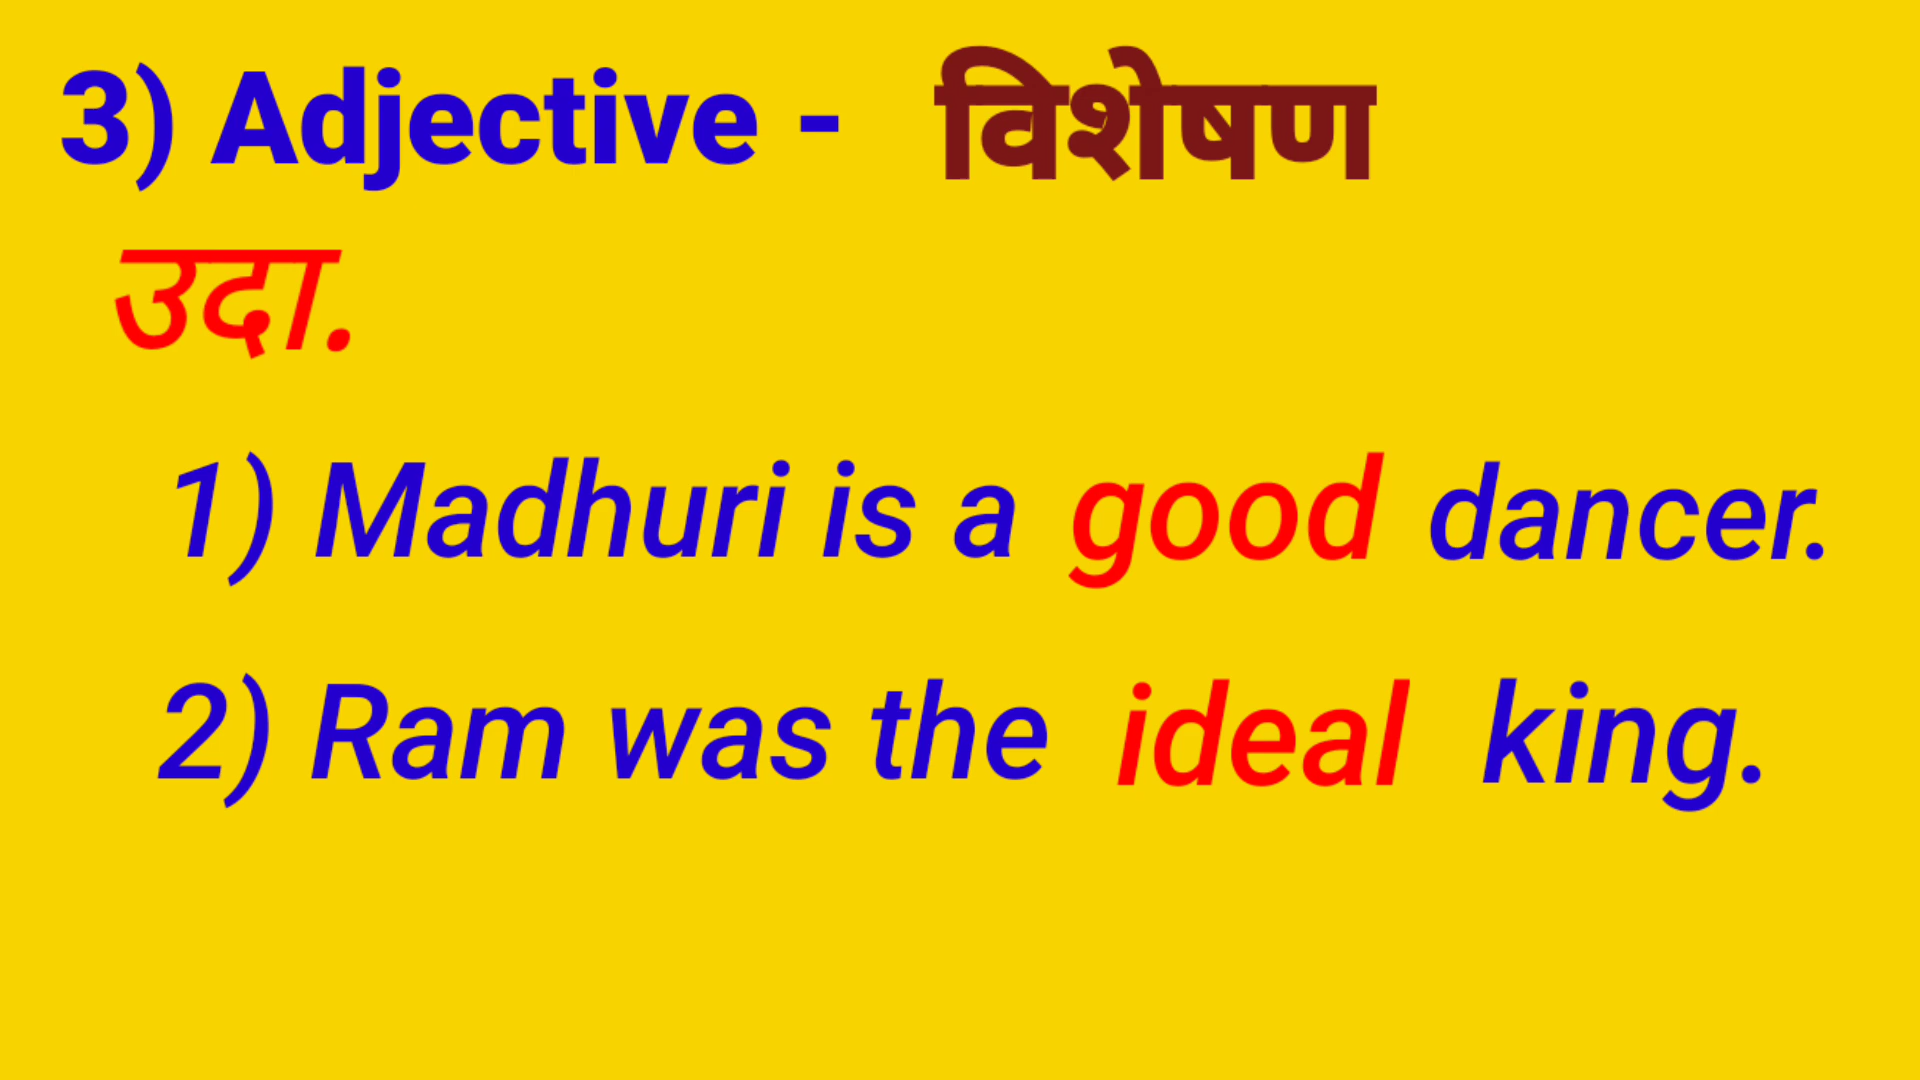 3) Adjective - विशेषण
उदा.
1) Madhuri is a good dancer.
2) Ram was the ideal king.